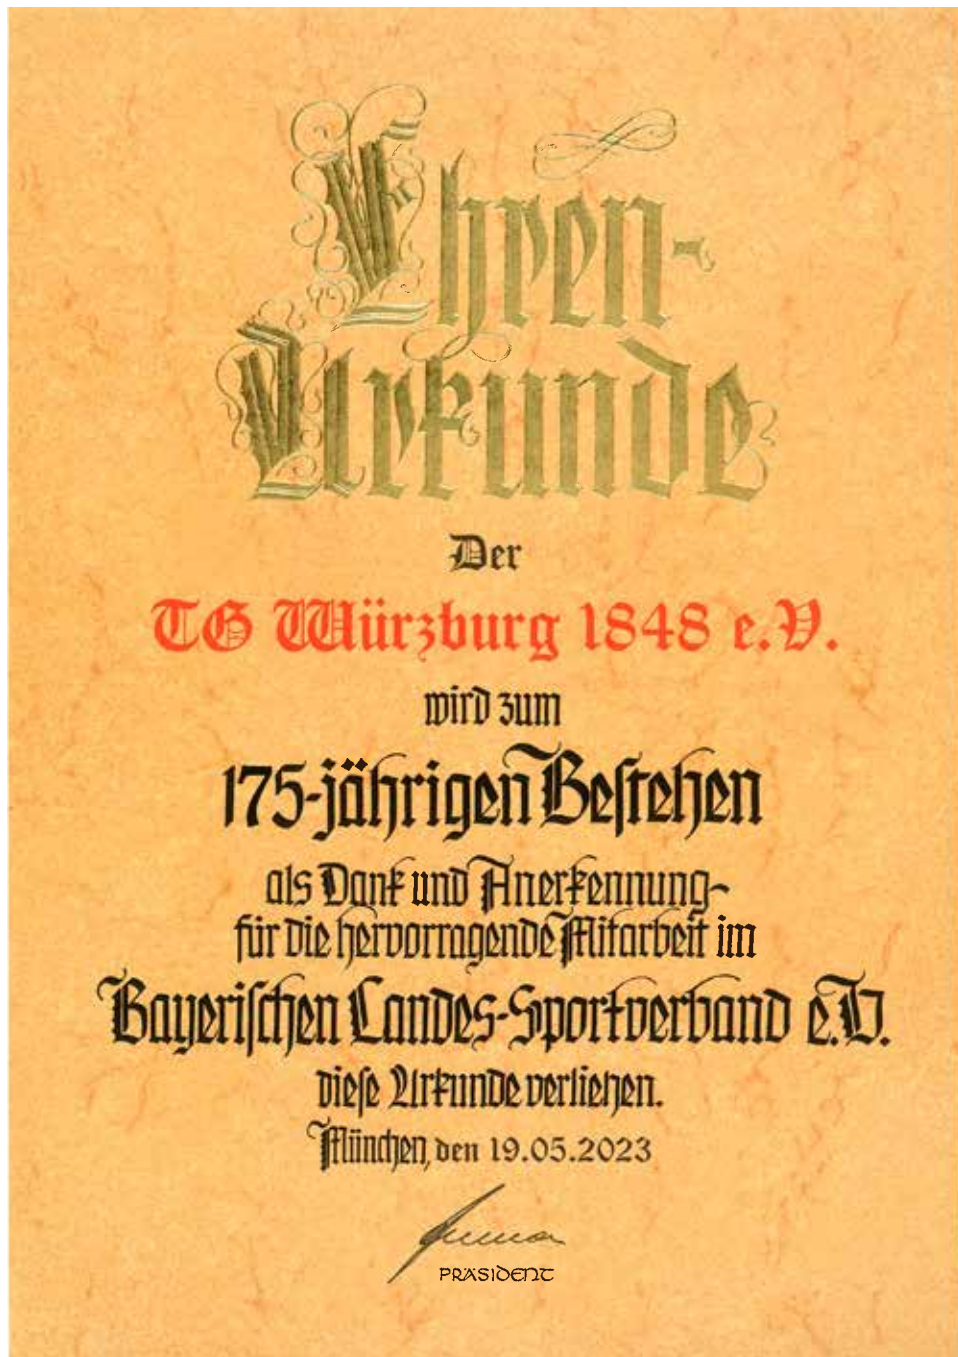 Ehren-
Urkunde
Der
TG Würzburg 1848 e.V.
wird zum
175-jährigen Beſtehen
als Dank und Anerkennung
für die hervorragende Mitarbeit im
Bayeriſchen Landes-Sportverband e.V.
dieſe Urkunde verliehen.
München, den 19.05.2023
PRÄSIDENT